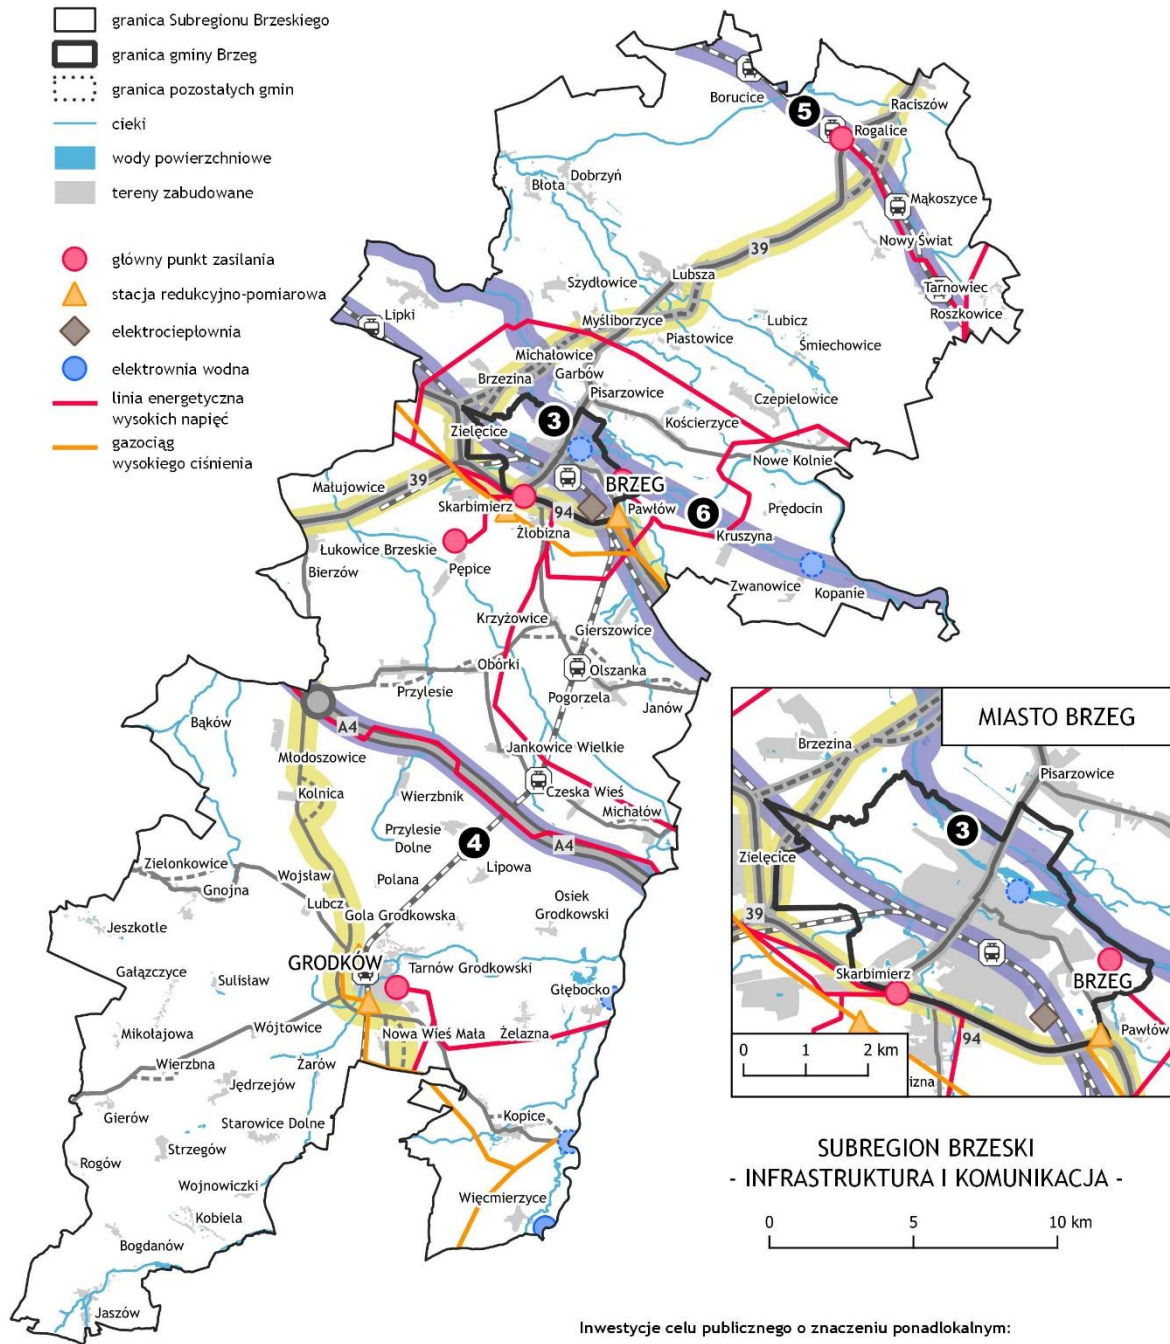 granica Subregionu Brzeskiego
granica gminy Brzeg
granica pozostałych gmin
cieki
wody powierzchniowe
tereny zabudowane
główny punkt zasilania
stacja redukcyjno-pomiarowa
elektrociepłownia
elektrownia wodna
linia energetyczna
wysokich napięć
gazociąg
wysokiego ciśnienia
Borucice
5
Raciszów
Rogalice
Dobrzyń
Błota
Mąkoszyce
39
Nowy Świat
Lubsza
Szydłowice
Tarnowiec
Roszkowice
Lipki
Myśliborzyce
Lubicz
Piastowice
Śmiechowice
Michałowice
Garbów
Brzezina
Pisarzowice
Czepielowice
3
Kościerzyce
Zielęcice
Nowe Kolnie
39
Małujowice
BRZEG
Skarbimierz
94
Pawłów
6
Prędocin
Żłobizna
Kruszyna
Łukowice Brzeskie
Bierzów
Pępice
Zwanowice
Kopanie
Krzyżowice
Gierszowice
Obórki
Olszanka
Przylesie
Pogorzela
Janów
Bąków
A4
Młodoszowice
Jankowice Wielkie
Kolnica
Wierzbnik
Czeska Wieś
Michałów
Przylesie
Dolne
4
A4
Zielonkowice
Wojsław
Polana
Lipowa
Gnojna
Lubcz
Osiek
Grodkowski
Gola Grodkowska
Jeszkotle
GRODKÓW
Tarnów Grodkowski
Gałązczyce
Sulisław
Głębocko
Mikołajowa
Wójtowice
Nowa Wieś Mała
Żelazna
Wierzbna
Żarów
Jędrzejów
Gierów
Starowice Dolne
Kopice
Strzegów
Rogów
Wojnowiczki
Więcmierzyce
Kobiela
Bogdanów
Jaszów
MIASTO BRZEG
Brzezina
Pisarzowice
3
Zielęcice
39
Skarbimierz
BRZEG
Pawłów
94
izna
0 1 2 km
SUBREGION BRZESKI
- INFRASTRUKTURA I KOMUNIKACJA -
0 5 10 km
Inwestycje celu publicznego o znaczeniu ponadlokalnym: